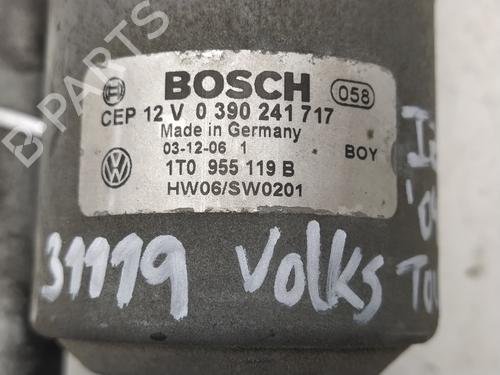 B-Parts
BOSCH 058
CEP 12 V 0 390 241 717
Made in Germany
03-12-06 1 BOY
1T0 955 119 B
HW06/SW0201
31119 Volks